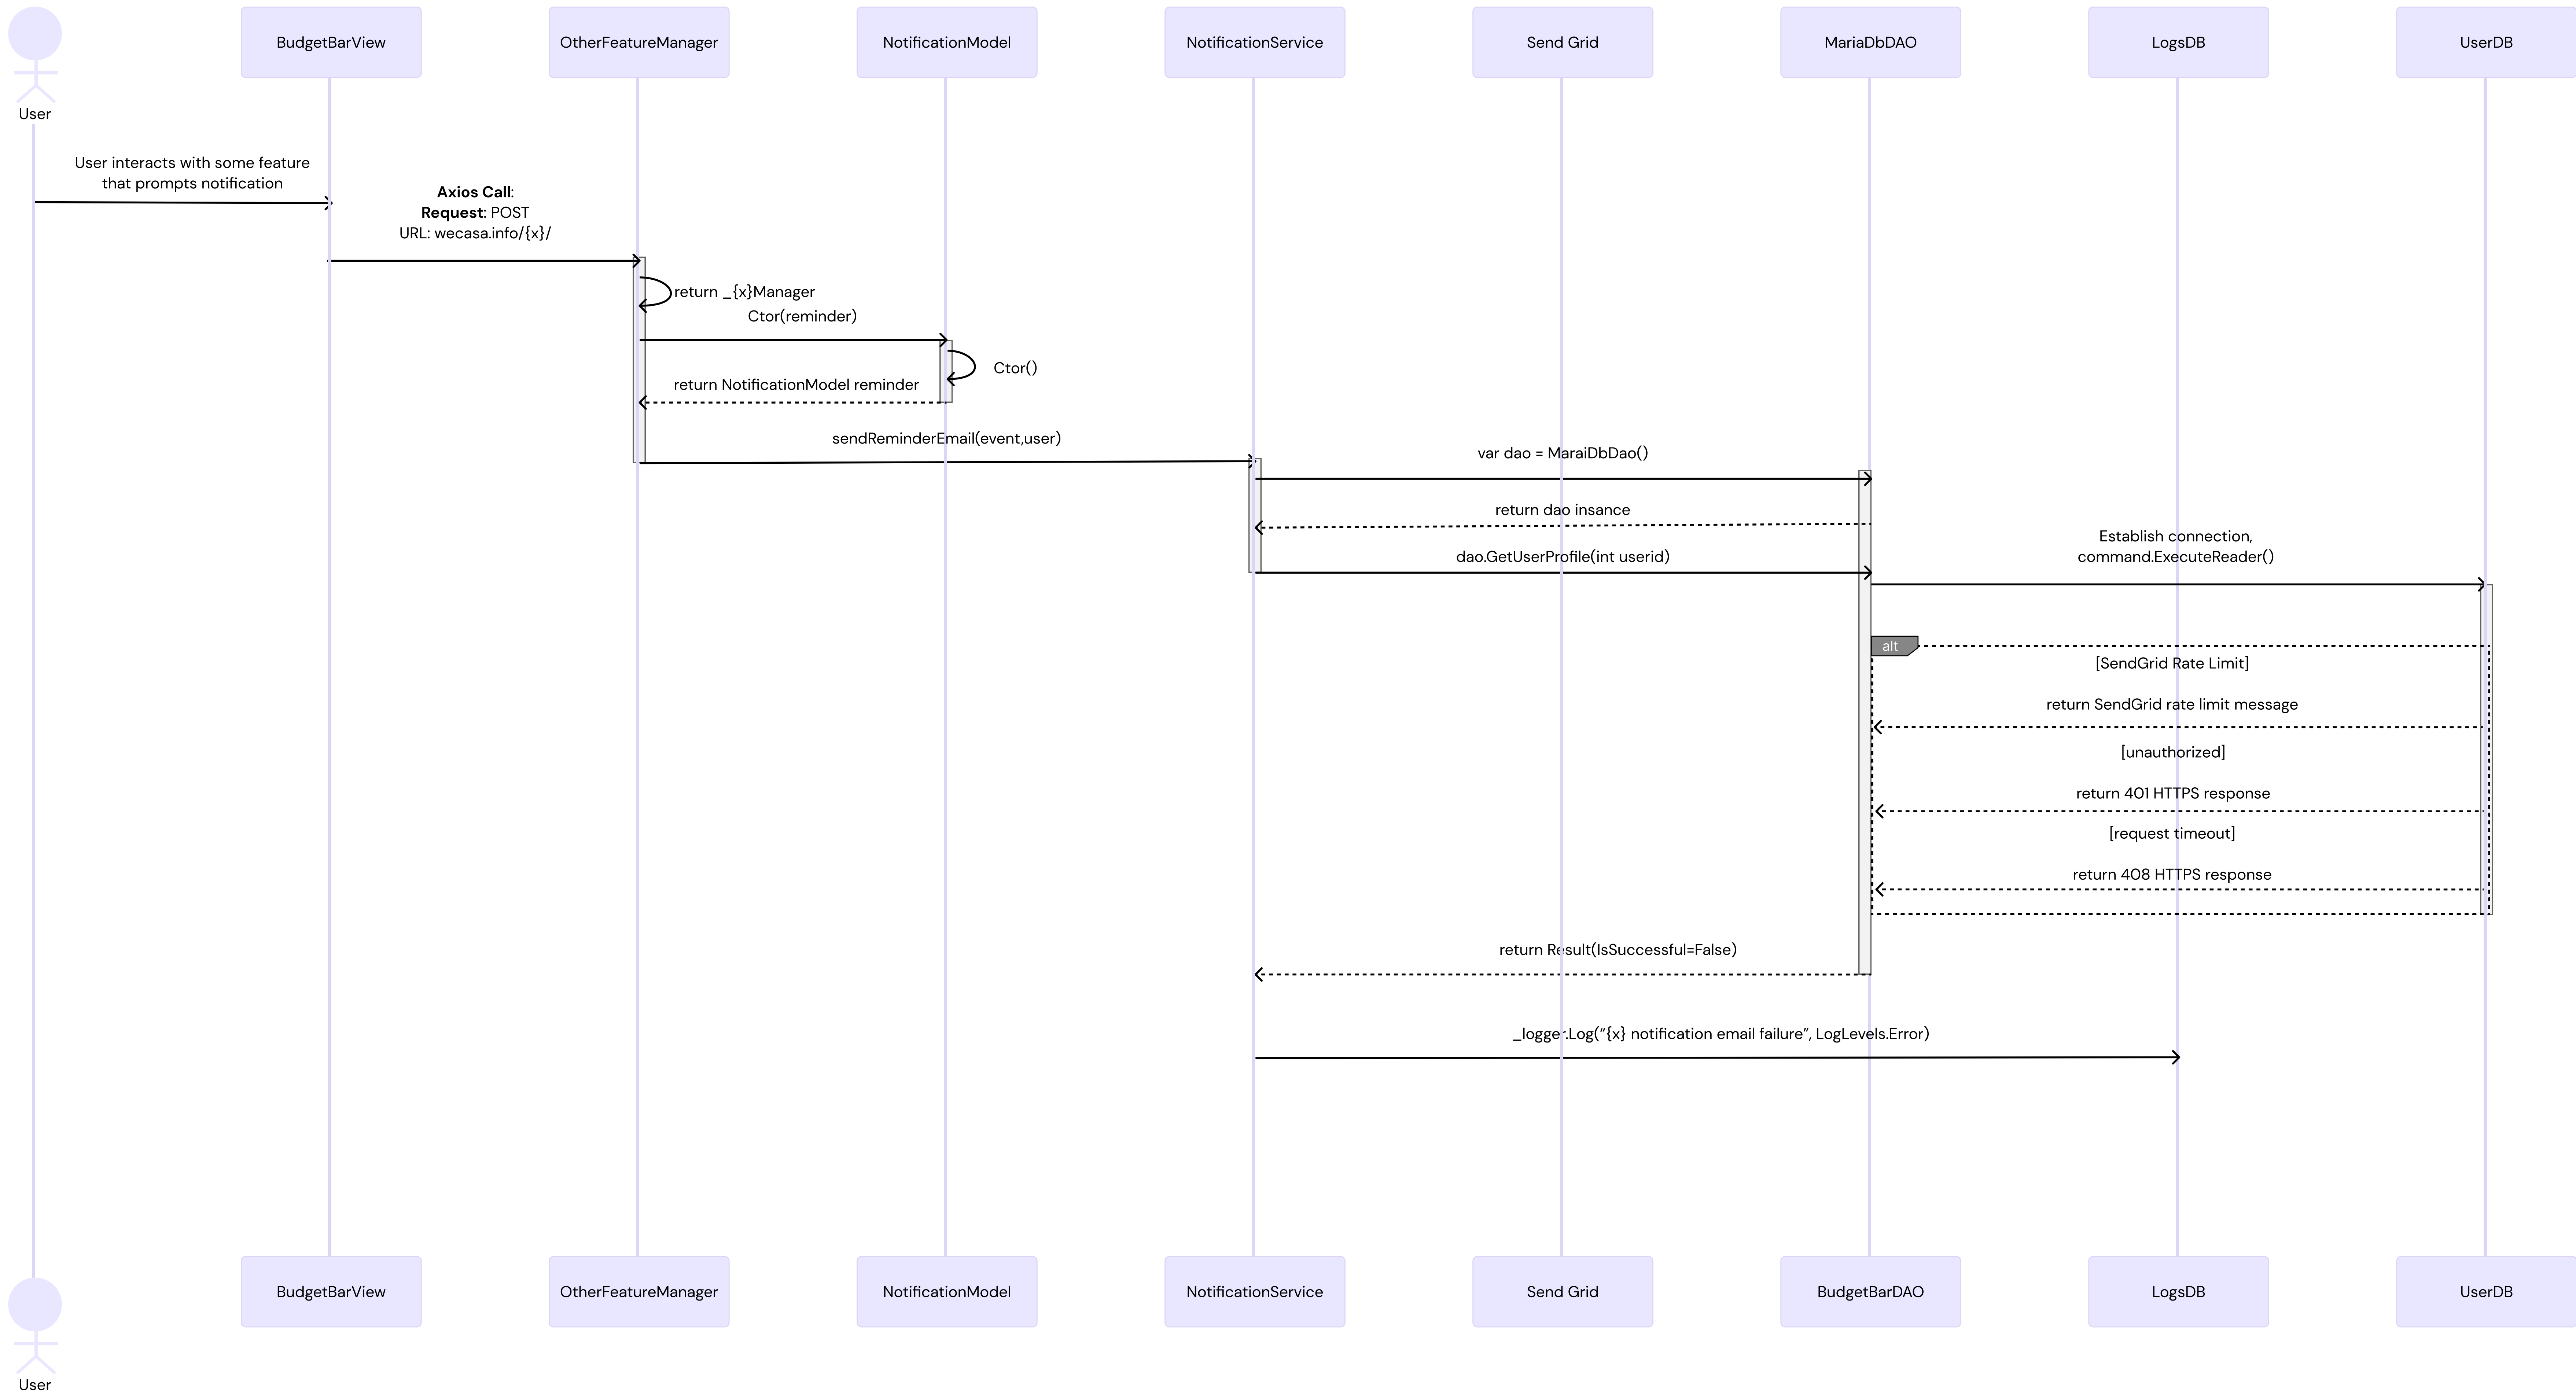 BudgetBarView
OtherFeatureManager
NotificationModel
NotificationService
Send Grid
MariaDbDAO
LogsDB
UserDB
User
User interacts with some feature
that prompts notification
Axios Call:
Request: POST
URL: wecasa.info/{x}/
return _{x}Manager
Ctor(reminder)
Ctor()
return NotificationModel reminder
sendReminderEmail(event,user)
var dao = MaraiDbDao()
return dao insance
Establish connection,
command.ExecuteReader()
dao.GetUserProfile(int userid)
alt
[SendGrid Rate Limit]
return SendGrid rate limit message
[unauthorized]
return 401 HTTPS response
[request timeout]
return 408 HTTPS response
return Result(IsSuccessful=False)
_logger.Log(“{x} notification email failure”, LogLevels.Error)
BudgetBarView
OtherFeatureManager
NotificationModel
NotificationService
Send Grid
BudgetBarDAO
LogsDB
UserDB
User